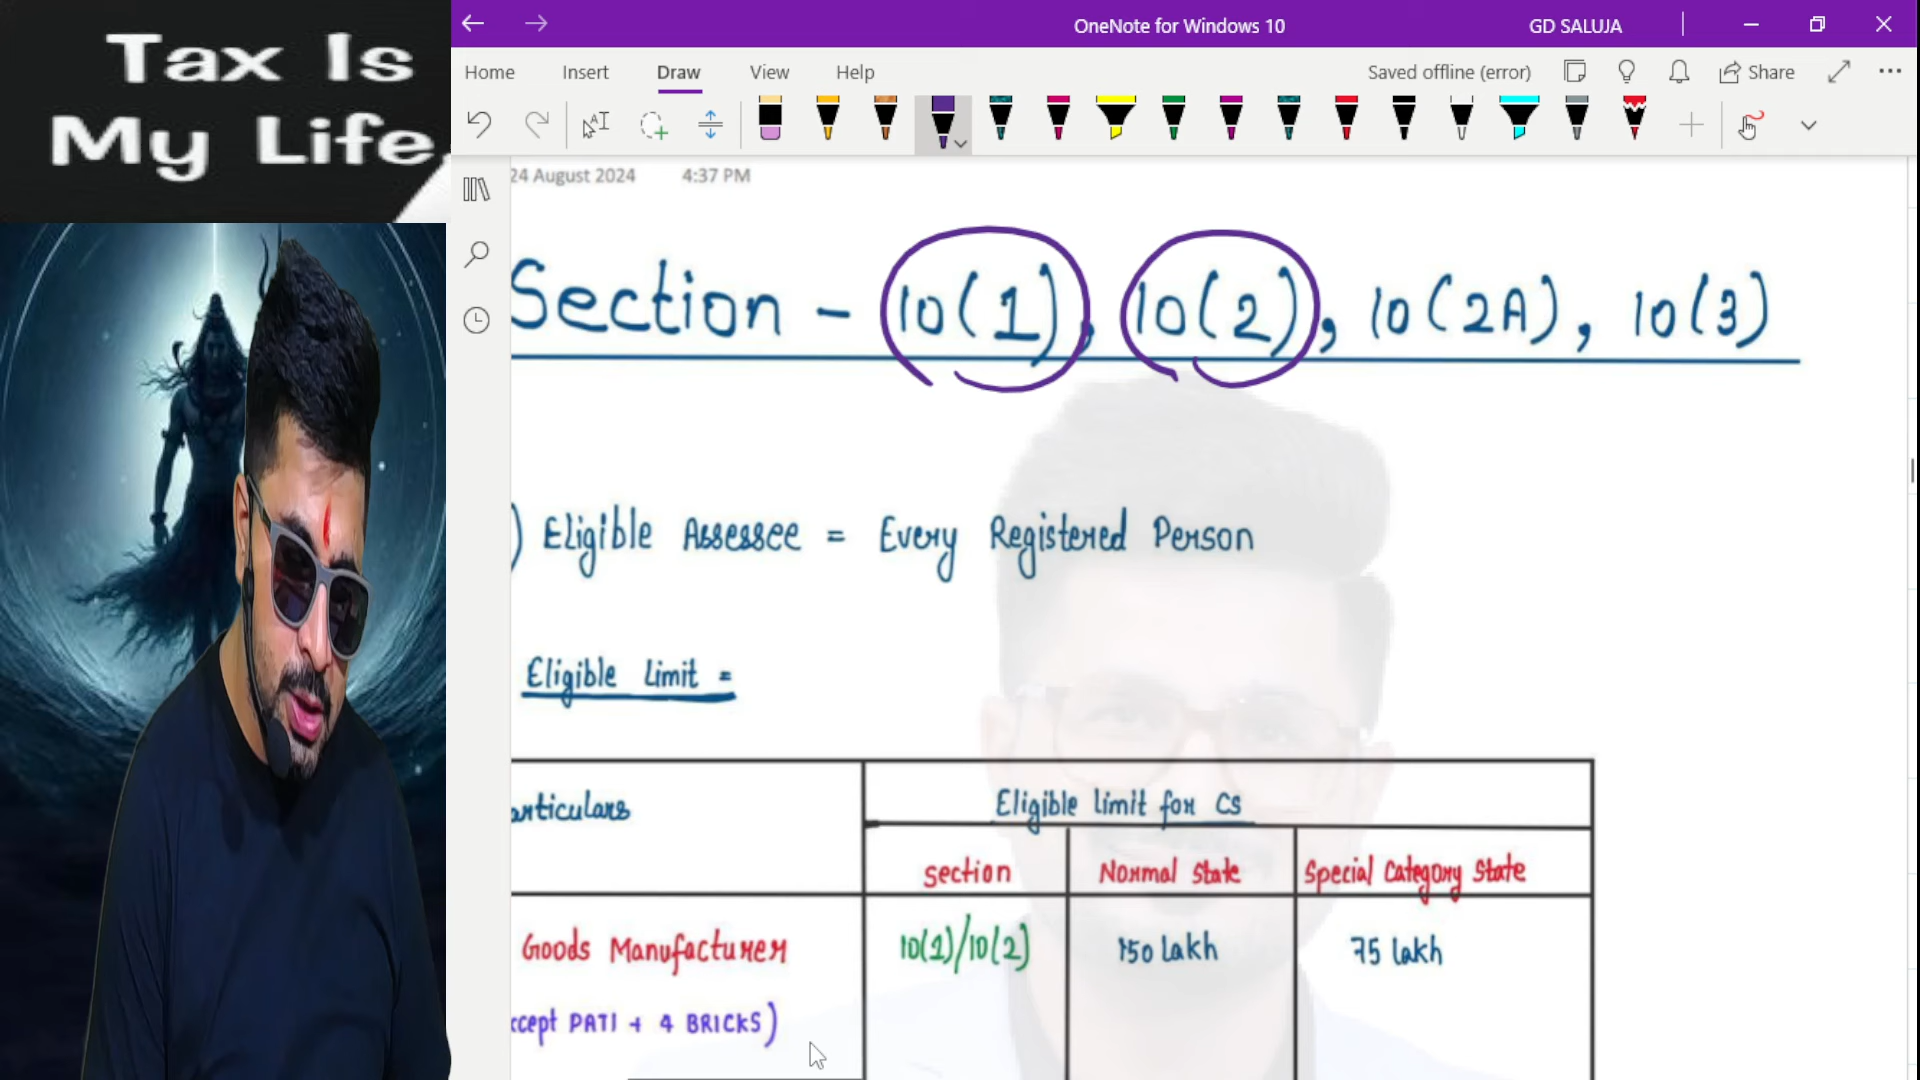 Tax Is
My Life
OneNote for Windows 10
GD SALUJA
Home Insert Draw View Help
Saved offline (error)
Share
24 August 2024 4:37 PM
Section - 10(1), 10(2), 10(2A), 10(3)
) Eligible Assessee = Every Registered Person
Eligible Limit =
articulars
Eligible limit for Cs
section Normal State Special Category State
Goods Manufacturer 10(1)/10(2) 150 lakh 75 lakh
xcept PATI + 4 BRICKS)